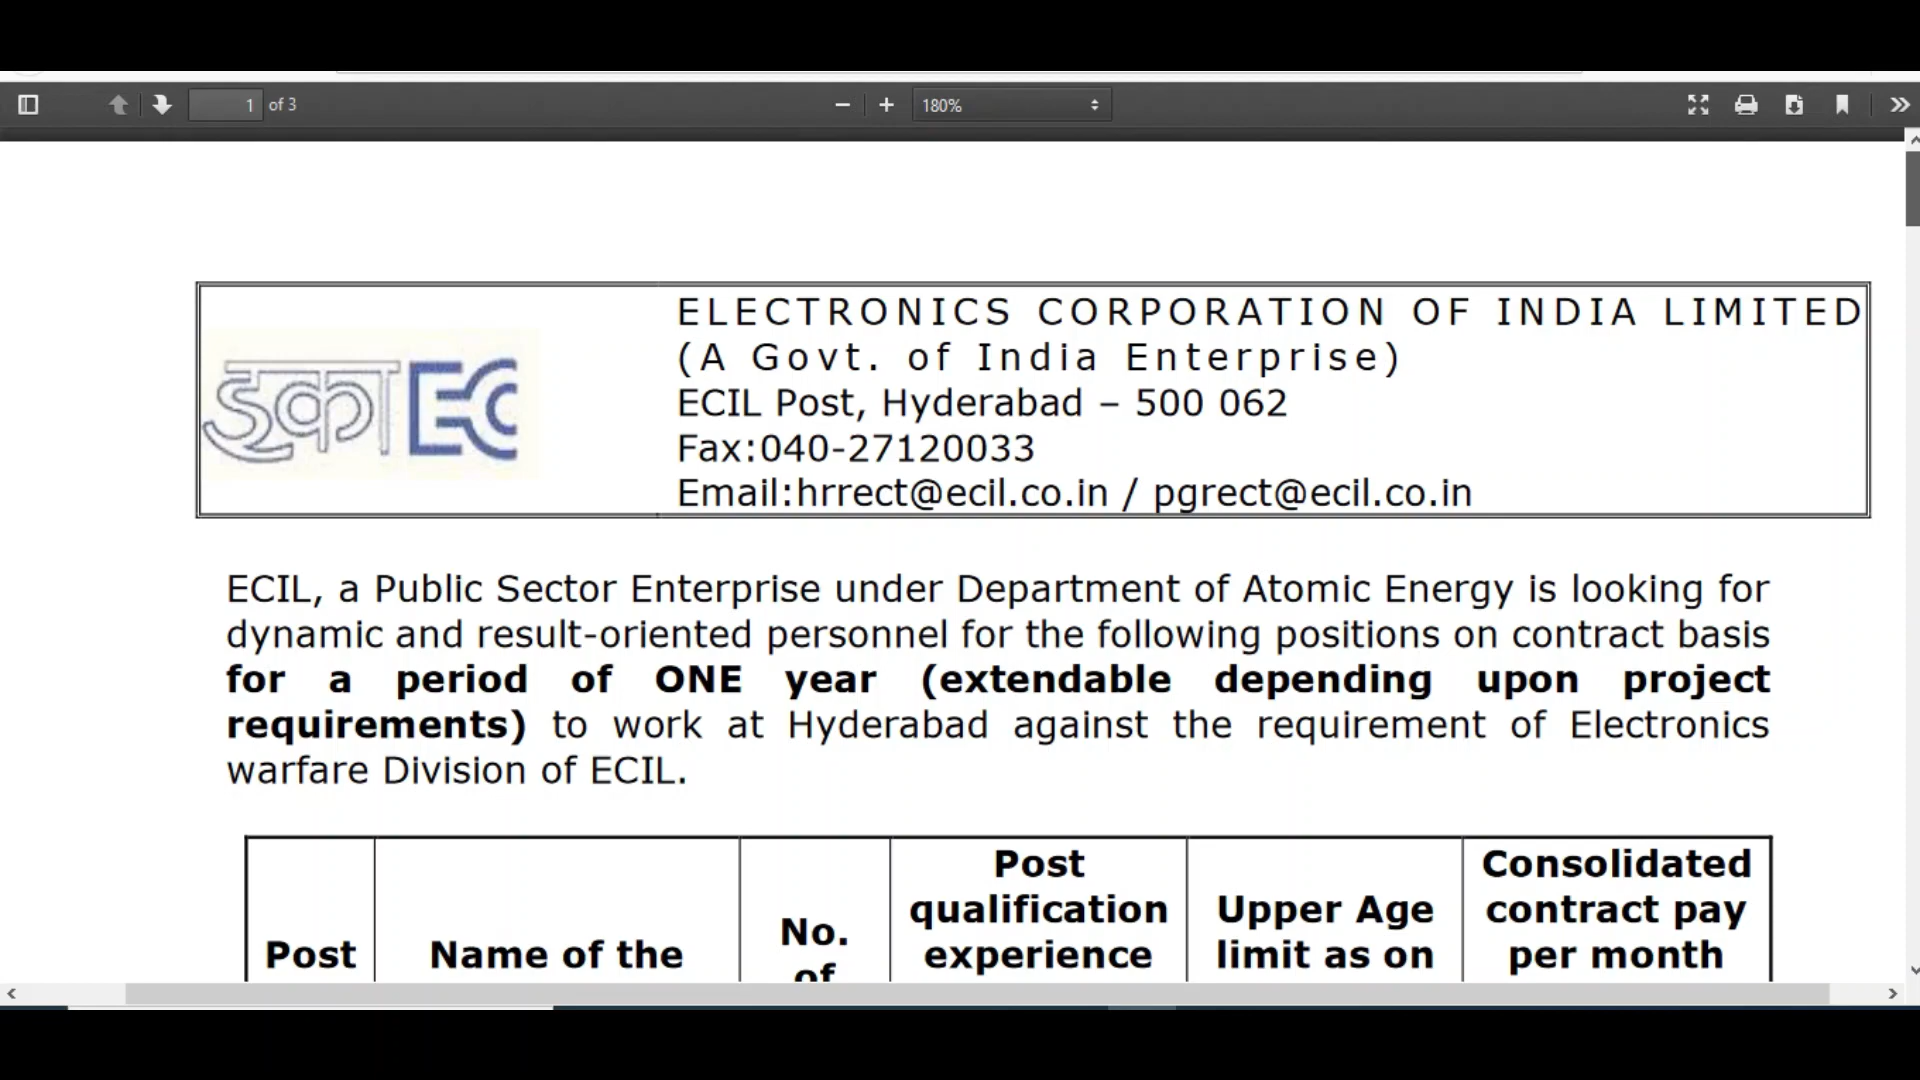 1 of 3
180%
इका EC
ELECTRONICS CORPORATION OF INDIA LIMITED
(A Govt. of India Enterprise)
ECIL Post, Hyderabad – 500 062
Fax:040-27120033
Email:hrrect@ecil.co.in / pgrect@ecil.co.in
ECIL, a Public Sector Enterprise under Department of Atomic Energy is looking for
dynamic and result-oriented personnel for the following positions on contract basis
for a period of ONE year (extendable depending upon project
requirements) to work at Hyderabad against the requirement of Electronics
warfare Division of ECIL.
Post
Name of the
No.
of
Post
qualification
experience
Upper Age
limit as on
Consolidated
contract pay
per month